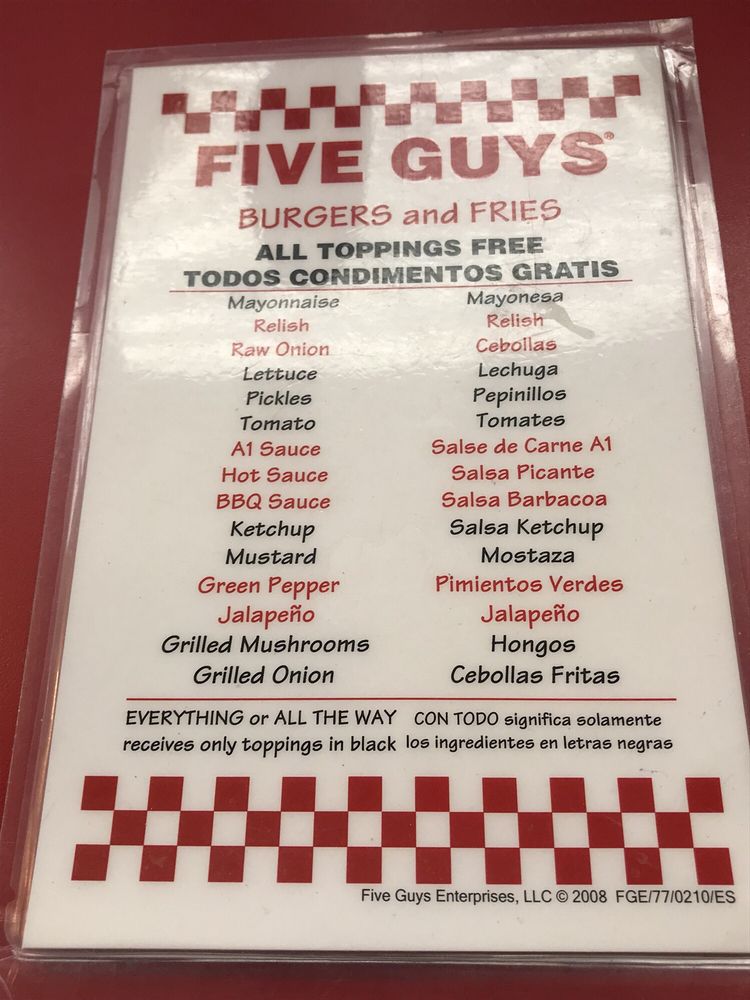 FIVE GUYS®
BURGERS and FRIES
ALL TOPPINGS FREE
TODOS CONDIMENTOS GRATIS
Mayonnaise Mayonesa
Relish Relish
Raw Onion Cebollas
Lettuce Lechuga
Pickles Pepinillos
Tomato Tomates
A1 Sauce Salse de Carne A1
Hot Sauce Salsa Picante
BBQ Sauce Salsa Barbacoa
Ketchup Salsa Ketchup
Mustard Mostaza
Green Pepper Pimientos Verdes
Jalapeño Jalapeño
Grilled Mushrooms Hongos
Grilled Onion Cebollas Fritas
EVERYTHING or ALL THE WAY CON TODO significa solamente
receives only toppings in black los ingredientes en letras negras
Five Guys Enterprises, LLC © 2008 FGE/77/0210/ES